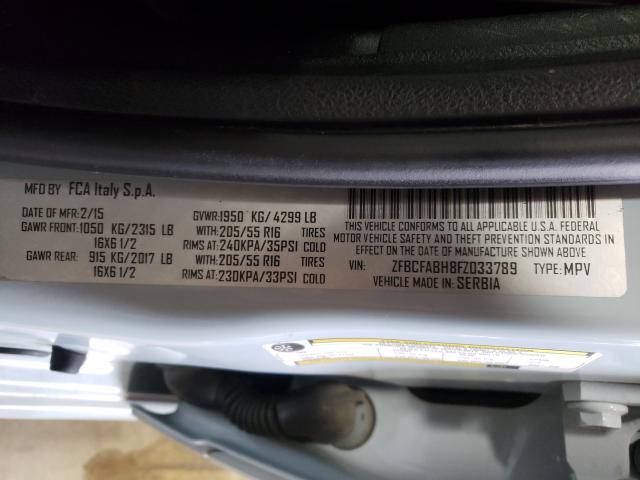 MFD BY FCA Italy S.p.A.
DATE OF MFR:2/15 GVWR:1950 KG/ 4299 LB
GAWR FRONT:1050 KG/2315 LB WITH:205/55 R16 TIRES
16X6 1/2 RIMS AT:240KPA/35PSI COLD
GAWR REAR: 915 KG/2017 LB WITH:205/55 R16 TIRES
16X6 1/2 RIMS AT:230KPA/33PSI COLD
THIS VEHICLE CONFORMS TO ALL APPLICABLE U.S.A. FEDERAL
MOTOR VEHICLE SAFETY AND THEFT PREVENTION STANDARDS IN
EFFECT ON THE DATE OF MANUFACTURE SHOWN ABOVE
VIN: ZFBCFABH8FZ033789 TYPE: MPV
VEHICLE MADE IN: SERBIA